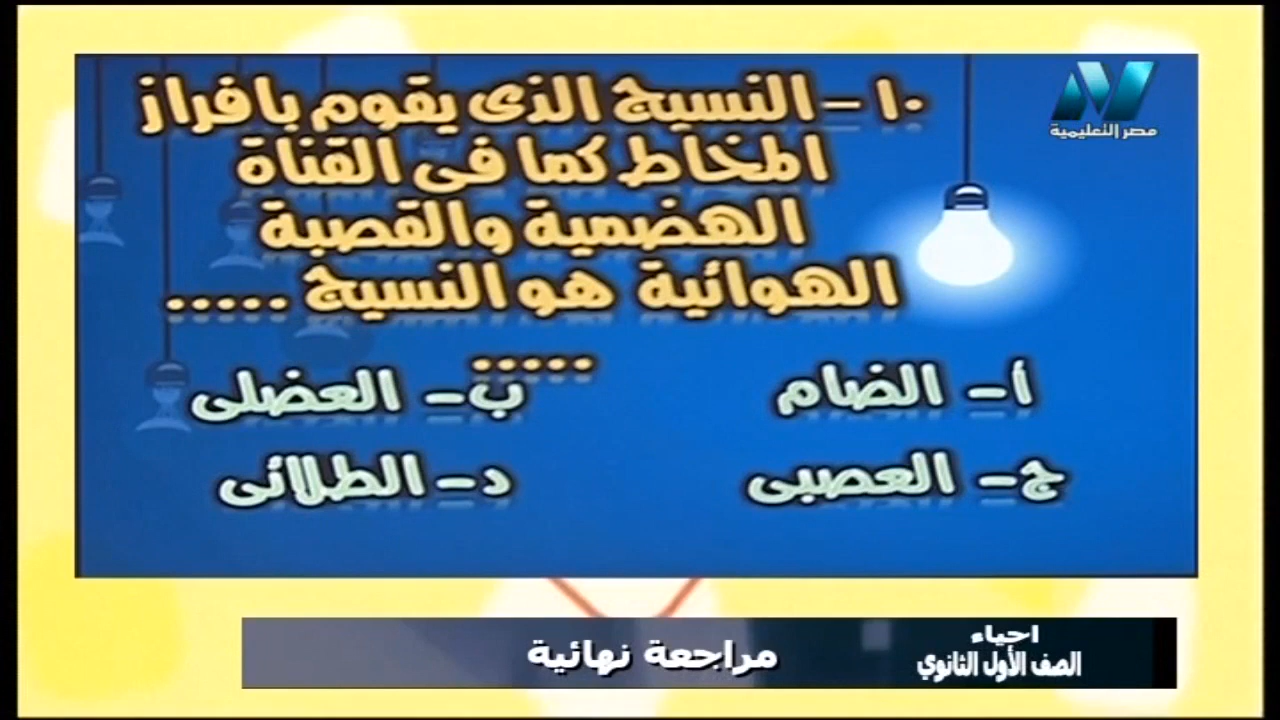 مصر التعليمية
١٠ – النسيج الذى يقوم بافراز
المخاط كما فى القناة
الهضمية والقصبة
الهوائية هو النسيج .....
.....
أ– الضام
ب– العضلى
ج– العصبى
د– الطلائى
احياء
الصف الأول الثانوي
مراجعة نهائية